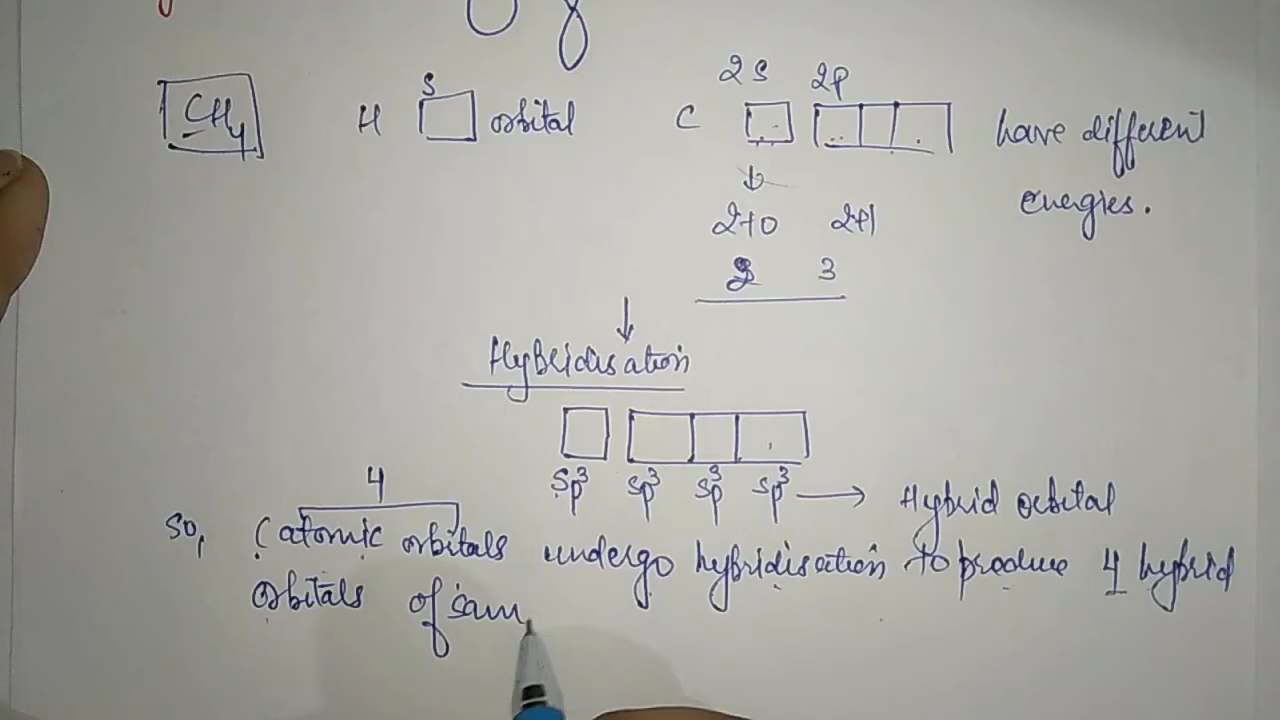 2s 2p
CH4 H s orbital C have different
energies.
2+0 2+1
2 3
Hybridisation
sp3 sp3 sp3 sp3 → Hybrid orbital
4
So, C atomic orbitals undergo hybridisation to produce 4 hybrid
orbitals of sam